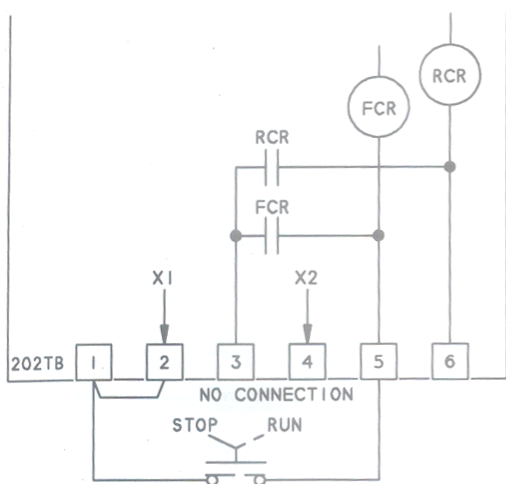 RCR
FCR
RCR
FCR
X1 X2
202TB 1 2 3 4 5 6
NO CONNECTION
STOP RUN